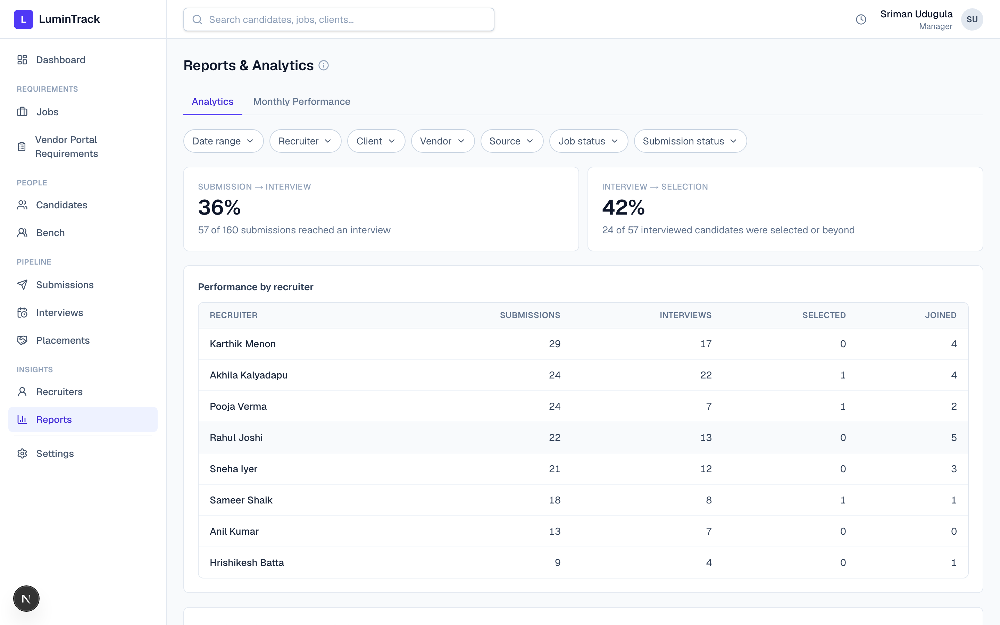 L LuminTrack
Search candidates, jobs, clients...
Sriman Udugula
Manager
SU
Dashboard
REQUIREMENTS
Jobs
Vendor Portal
Requirements
PEOPLE
Candidates
Bench
PIPELINE
Submissions
Interviews
Placements
INSIGHTS
Recruiters
Reports
Settings
N
Reports & Analytics
Analytics Monthly Performance
Date range Recruiter Client Vendor Source Job status Submission status
SUBMISSION → INTERVIEW
36%
57 of 160 submissions reached an interview
INTERVIEW → SELECTION
42%
24 of 57 interviewed candidates were selected or beyond
Performance by recruiter
RECRUITER SUBMISSIONS INTERVIEWS SELECTED JOINED
Karthik Menon 29 17 0 4
Akhila Kalyadapu 24 22 1 4
Pooja Verma 24 7 1 2
Rahul Joshi 22 13 0 5
Sneha Iyer 21 12 0 3
Sameer Shaik 18 8 1 1
Anil Kumar 13 7 0 0
Hrishikesh Batta 9 4 0 1